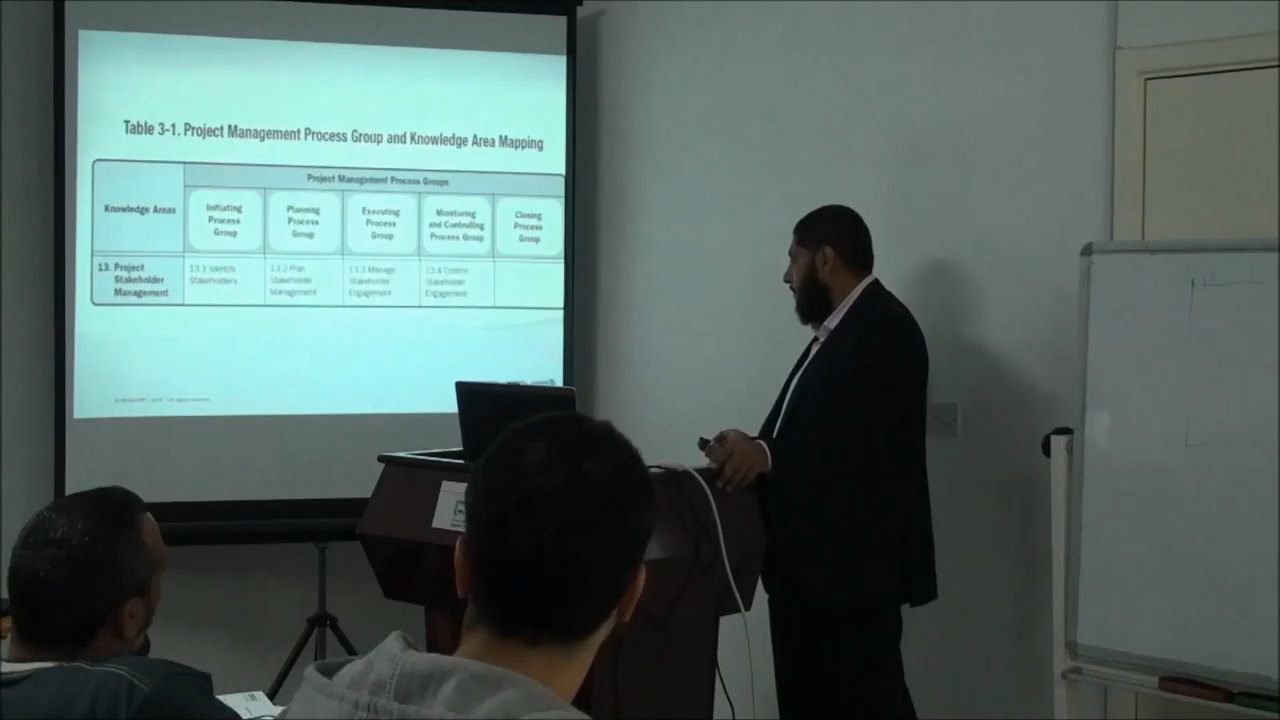 Table 3-1. Project Management Process Group and Knowledge Area Mapping
Project Management Process Groups
Knowledge Areas
Initiating
Process
Group
Planning
Process
Group
Executing
Process
Group
Monitoring
and Controlling
Process Group
Closing
Process
Group
13. Project
Stakeholder
Management
13.1 Identify
Stakeholders
13.2 Plan
Stakeholder
Management
13.3 Manage
Stakeholder
Engagement
13.4 Control
Stakeholder
Engagement